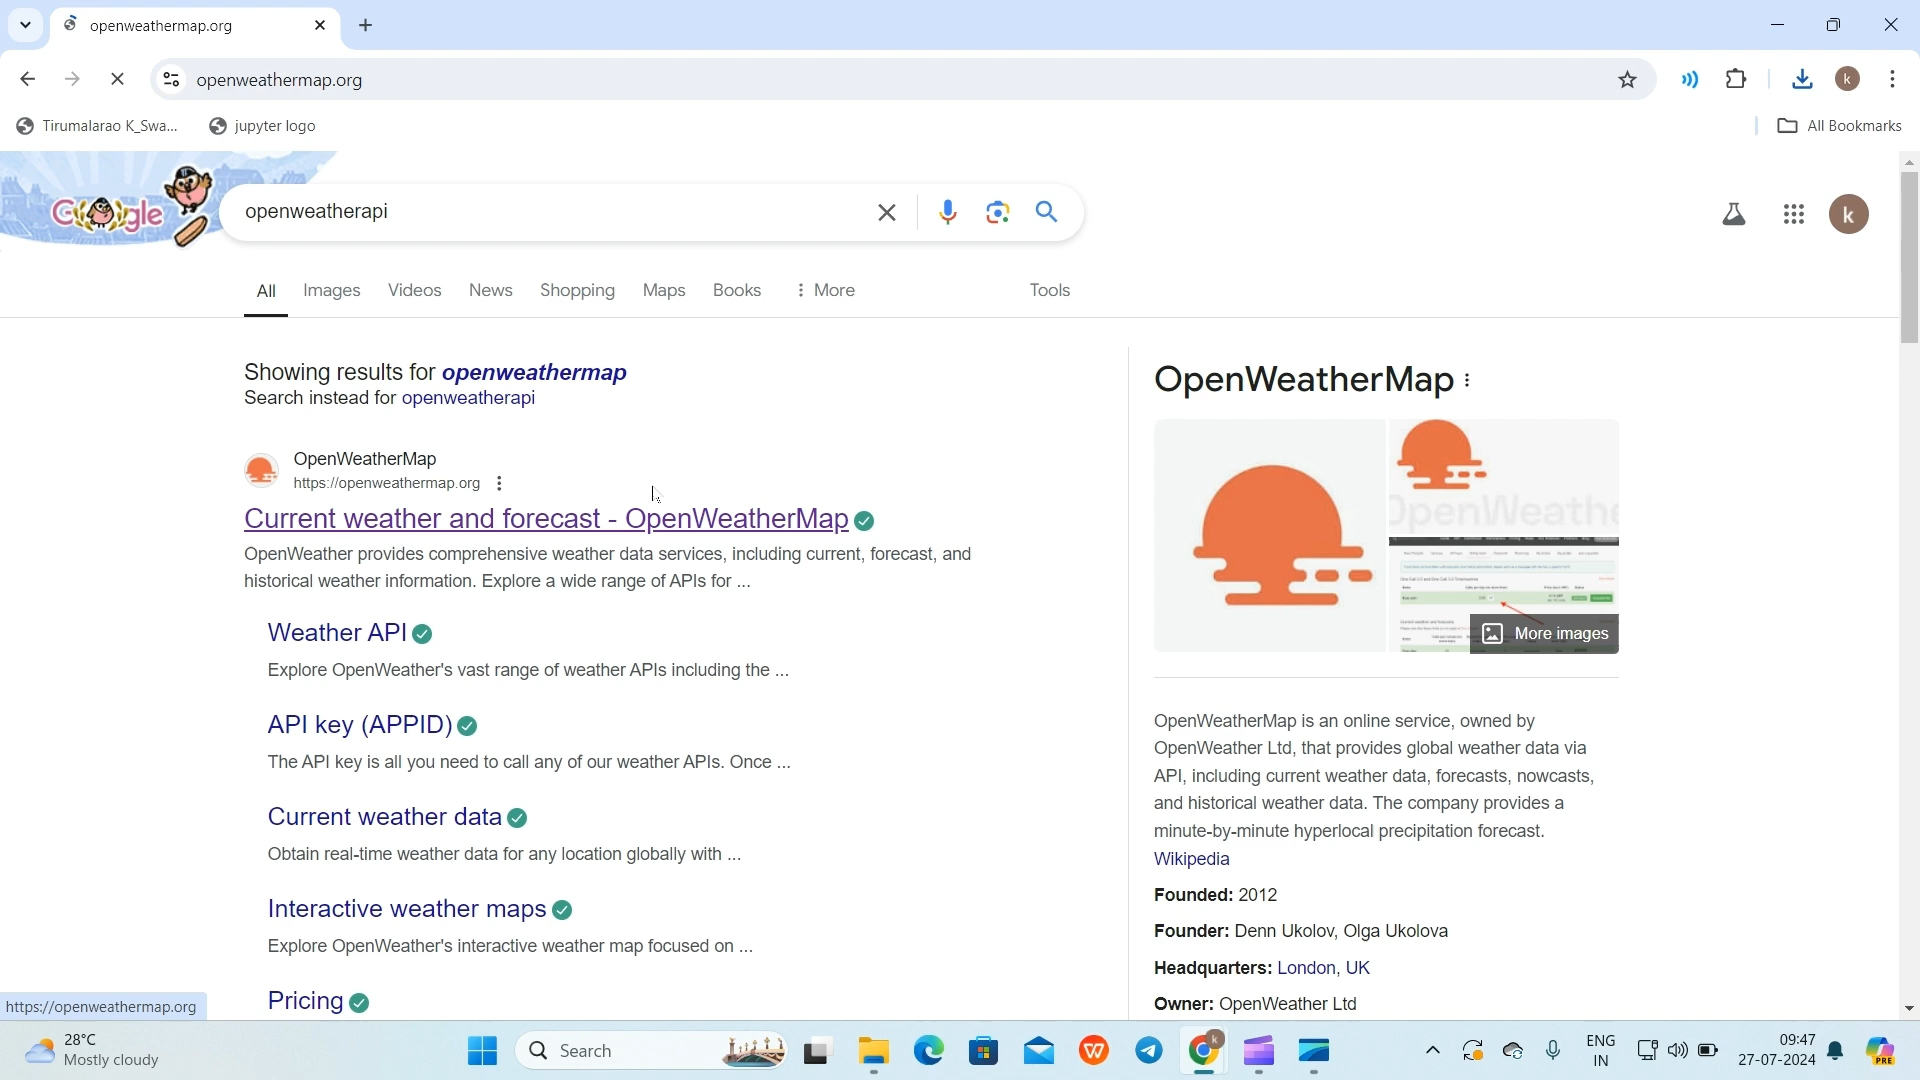 openweathermap.org
openweathermap.org
Tirumalarao K_Swa...
jupyter logo
All Bookmarks
k
Google
openweatherapi
k
All
Images
Videos
News
Shopping
Maps
Books
More
Tools
Showing results for openweathermap
Search instead for openweatherapi
OpenWeatherMap
https://openweathermap.org
Current weather and forecast - OpenWeatherMap
OpenWeather provides comprehensive weather data services, including current, forecast, and
historical weather information. Explore a wide range of APIs for ...
Weather API
Explore OpenWeather's vast range of weather APIs including the ...
API key (APPID)
The API key is all you need to call any of our weather APIs. Once ...
Current weather data
Obtain real-time weather data for any location globally with ...
Interactive weather maps
Explore OpenWeather's interactive weather map focused on ...
Pricing
OpenWeatherMap
More images
OpenWeatherMap is an online service, owned by
OpenWeather Ltd, that provides global weather data via
API, including current weather data, forecasts, nowcasts,
and historical weather data. The company provides a
minute-by-minute hyperlocal precipitation forecast.
Wikipedia
Founded: 2012
Founder: Denn Ukolov, Olga Ukolova
Headquarters: London, UK
Owner: OpenWeather Ltd
https://openweathermap.org
28°C
Mostly cloudy
Search
k
ENG
IN
09:47
27-07-2024
PRE